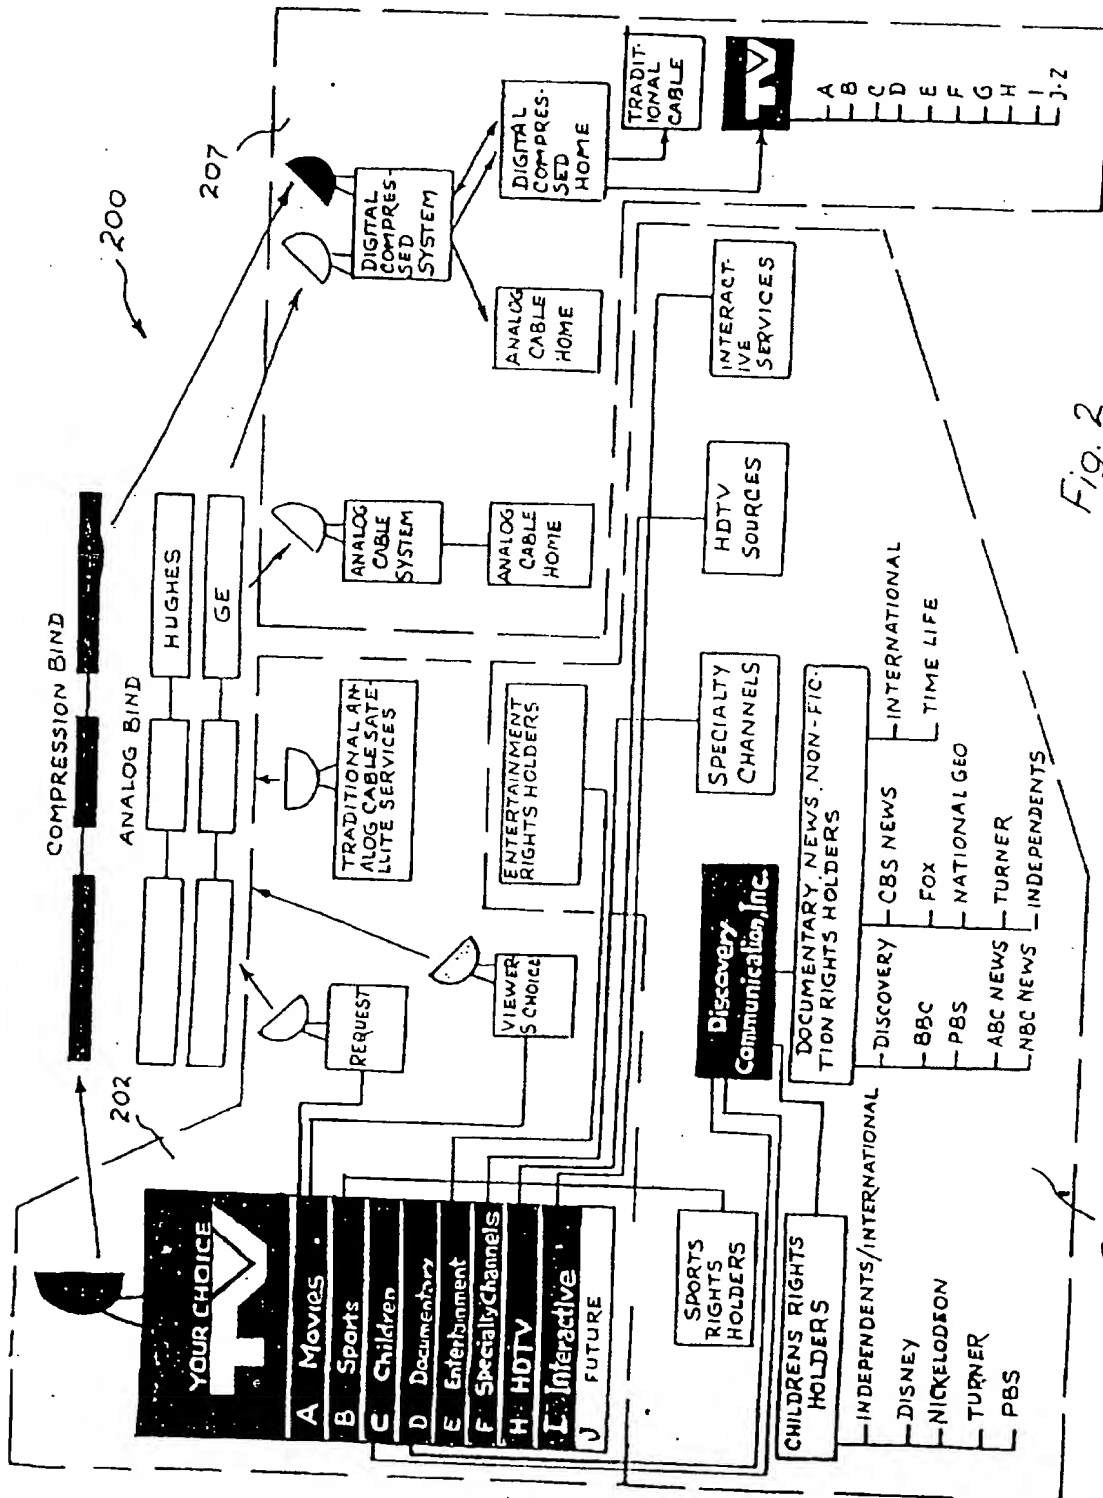 200
207
202
COMPRESSION BIND
ANALOG BIND
HUGHES
GE
YOUR CHOICE
TV
A Movies
B Sports
C Children
D Documentary
E Entertainment
F Specially Channels
H HDTV
I Interactive
J FUTURE
REQUEST
VIEWER
S CHOICE
TRADITIONAL AN-
ALOG CABLE SATE-
LLITE SERVICES
ENTERTAINMENT
RIGHTS HOLDERS
ANALOG
CABLE
SYSTEM
ANALOG
CABLE
HOME
DIGITAL
COMPRES-
SED
SYSTEM
ANALOG
CABLE
HOME
DIGITAL
COMPRES-
SED
HOME
TRADIT-
IONAL
CABLE
TV
A
B
C
D
E
F
G
H
I
J-Z
SPORTS
RIGHTS
HOLDERS
Discovery
Communication, Inc.
SPECIALTY
CHANNELS
HDTV
SOURCES
INTERACT-
IVE
SERVICES
CHILDRENS RIGHTS
HOLDERS
INDEPENDENTS/INTERNATIONAL
DISNEY
NICKELODEON
TURNER
PBS
DOCUMENTARY NEWS, NON-FIC-
TION RIGHTS HOLDERS
DISCOVERY
BBC
PBS
ABC NEWS
NBC NEWS
CBS NEWS
FOX
NATIONAL GEO
TURNER
INDEPENDENTS
INTERNATIONAL
TIME LIFE
Fig. 2